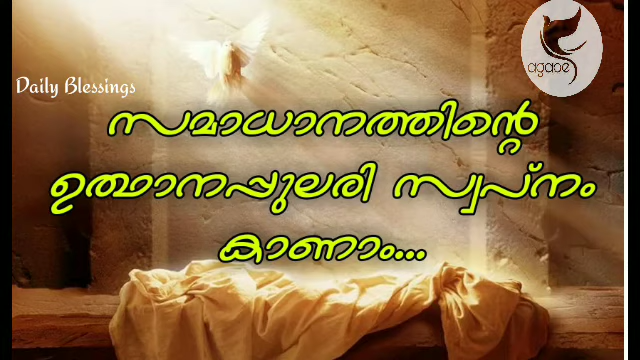 agape
Daily Blessings
സമാധാനത്തിന്റെ
ഉത്ഥാനപ്പുലരി സ്വപ്നം
കാണാം...